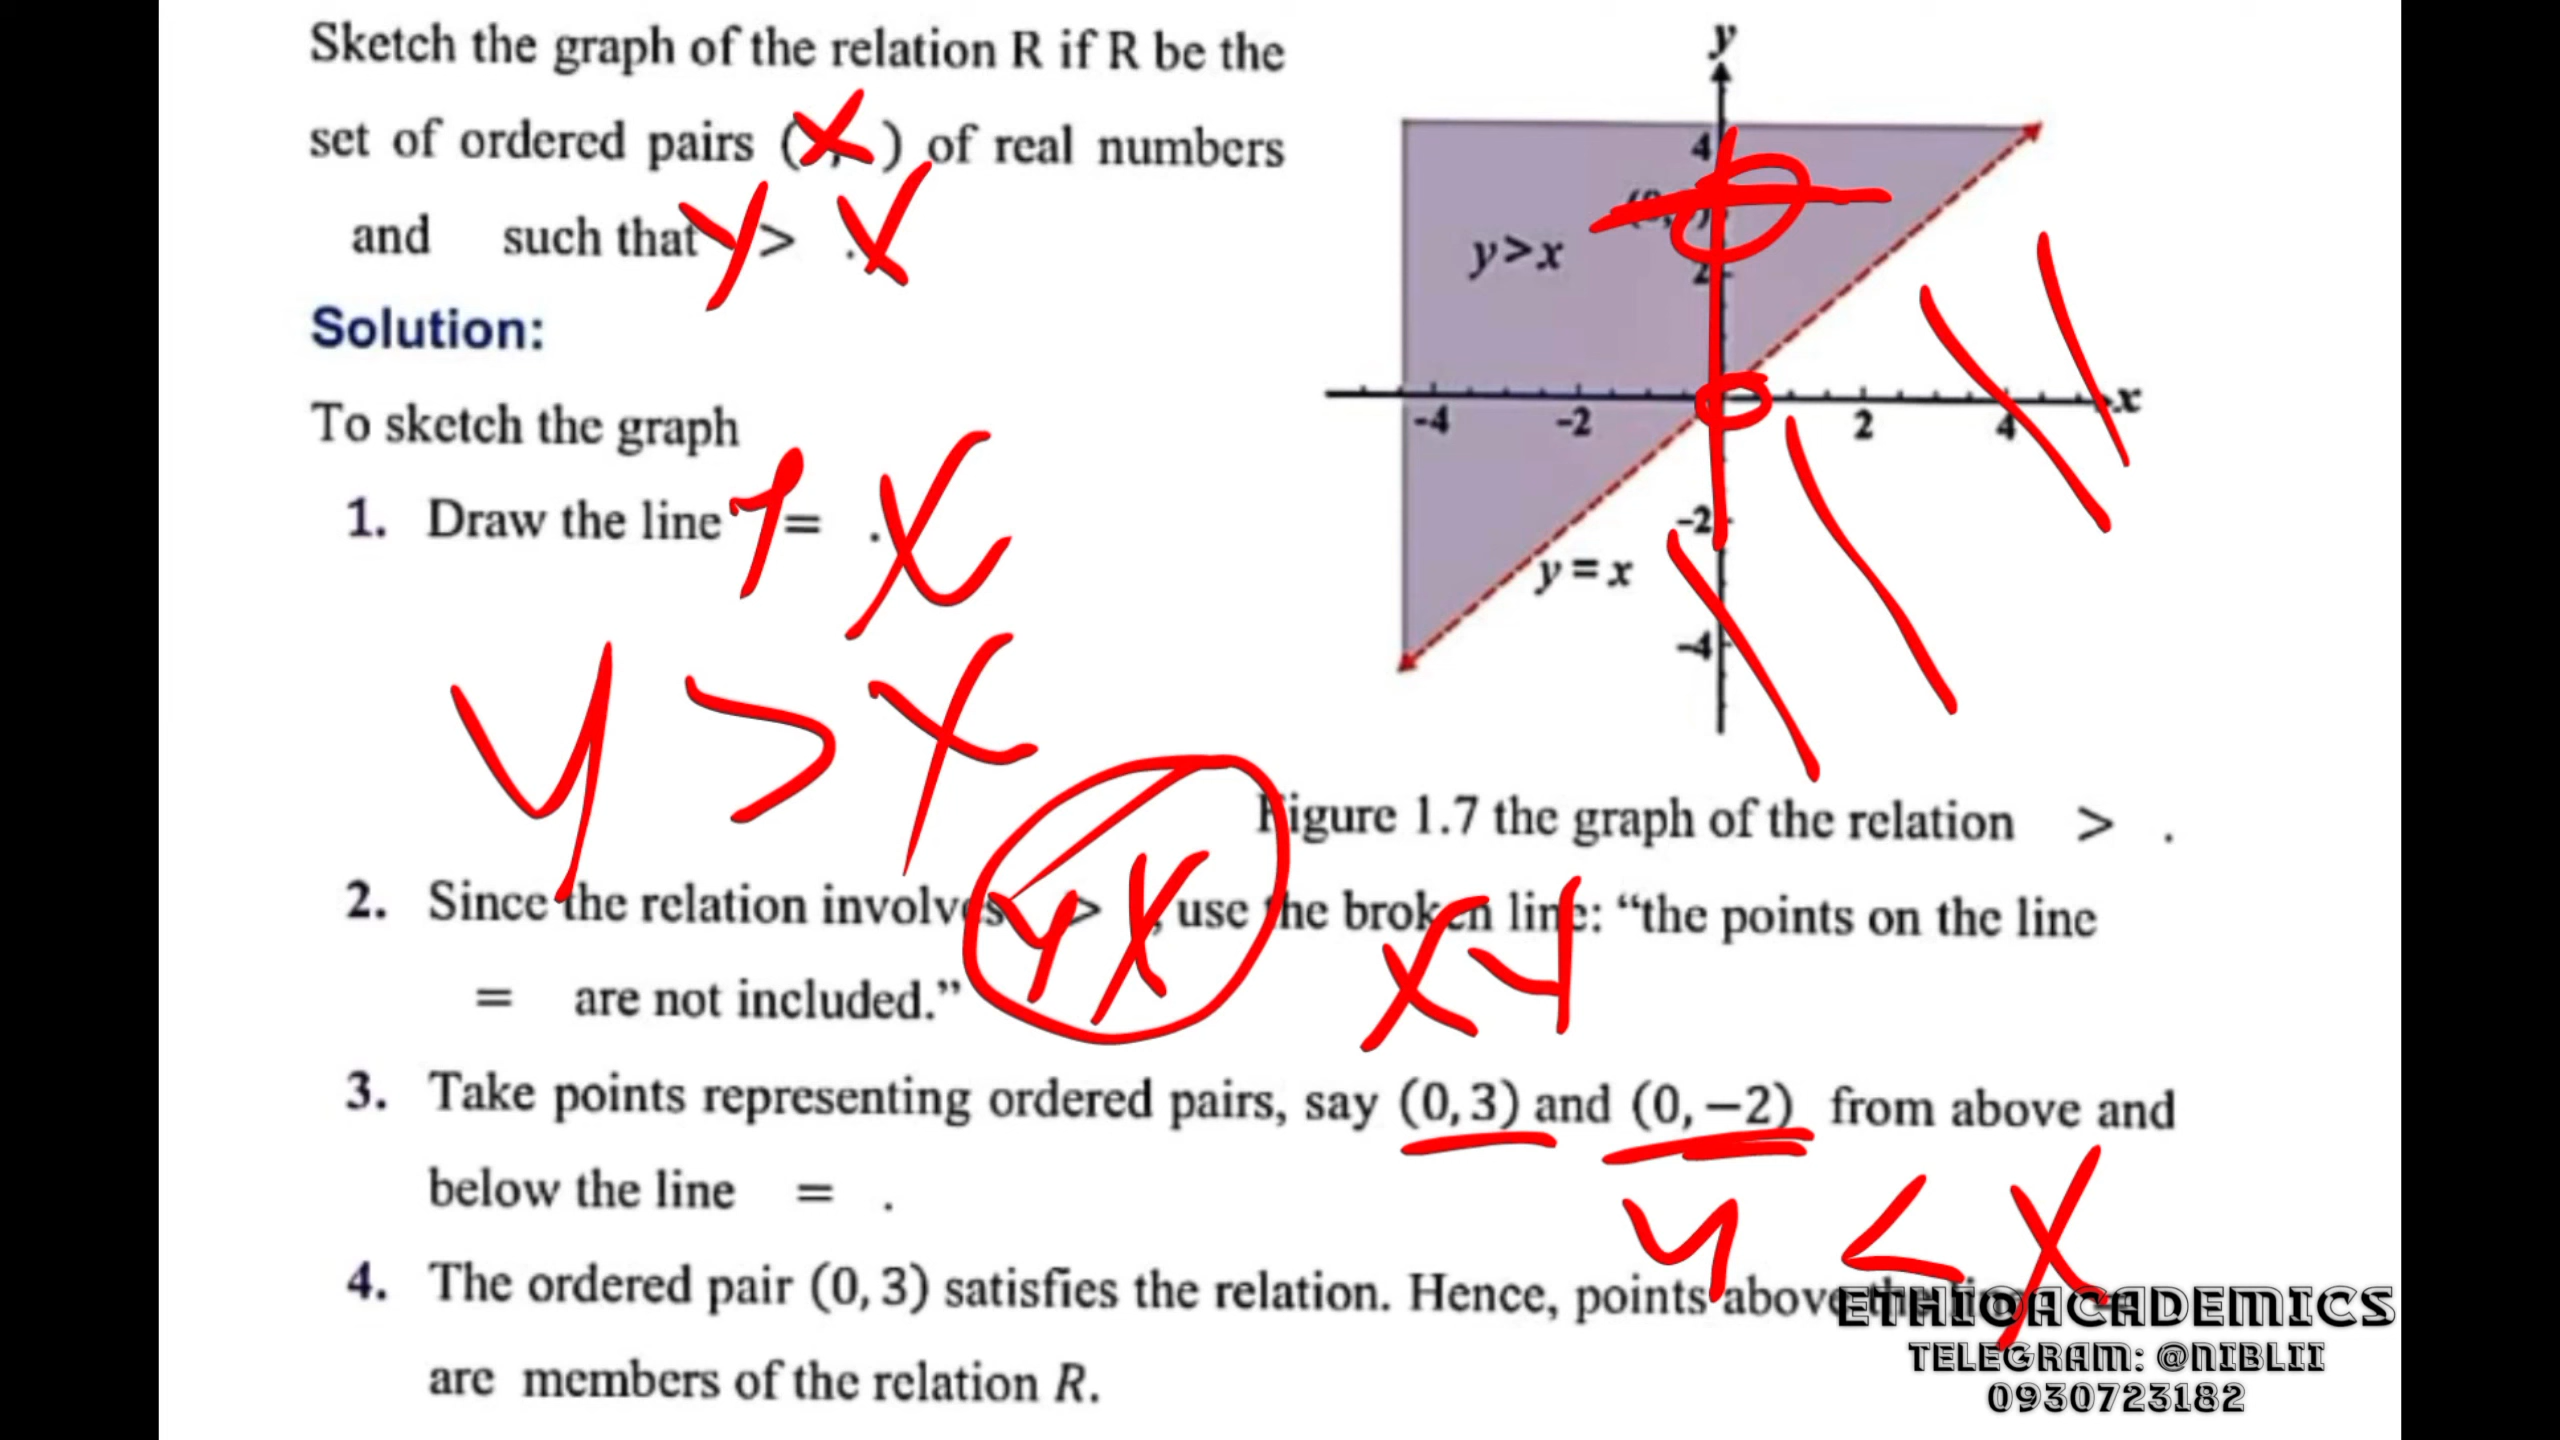 Sketch the graph of the relation R if R be the
set of ordered pairs (x, ) of real numbers
and such that y > x
Solution:
To sketch the graph
1. Draw the line y = x
y > x
y
4
2
y>x
-4 -2 2 4 x
-2
y = x
-4
Figure 1.7 the graph of the relation > .
2. Since the relation involves y > x, use the broken line: “the points on the line
= are not included.”
x y
3. Take points representing ordered pairs, say (0, 3) and (0, −2) from above and
below the line = .
y < x
4. The ordered pair (0, 3) satisfies the relation. Hence, points above the
are members of the relation R.
ETHIOACADEMICS
TELEGRAM: @NIBLII
0930723182